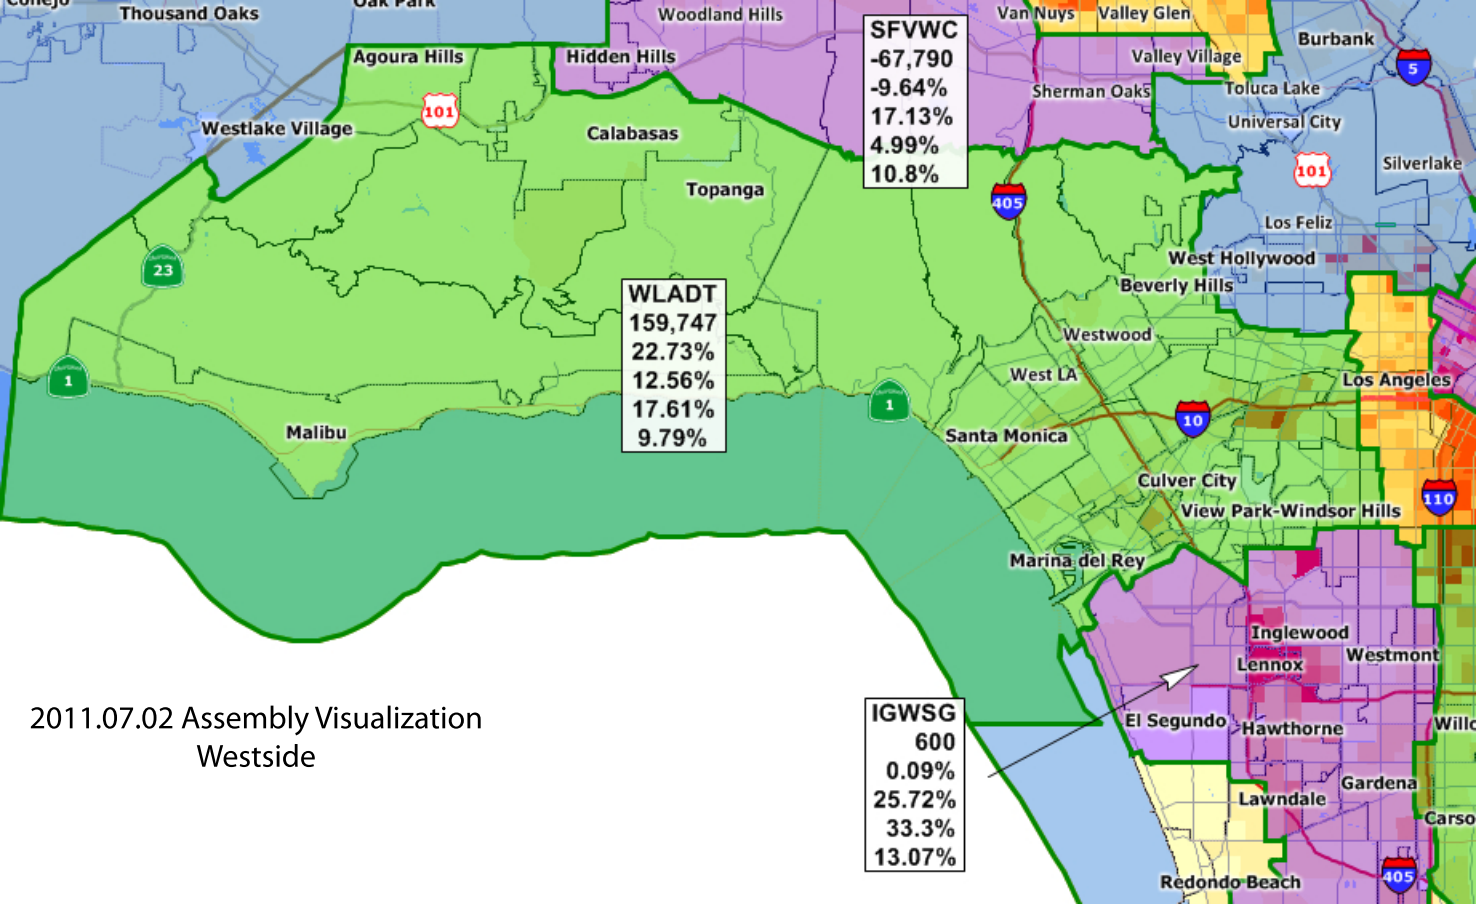 Conejo
Thousand Oaks
Oak Park
Woodland Hills
Van Nuys
Valley Glen
Burbank
5
Agoura Hills
Hidden Hills
SFVWC
-67,790
-9.64%
17.13%
4.99%
10.8%
Valley Village
Sherman Oaks
Toluca Lake
Universal City
101
Westlake Village
Calabasas
Silverlake
101
Topanga
405
Los Feliz
23
West Hollywood
Beverly Hills
WLADT
159,747
22.73%
12.56%
17.61%
9.79%
Westwood
1
West LA
Los Angeles
1
10
Malibu
Santa Monica
Culver City
110
View Park-Windsor Hills
Marina del Rey
Inglewood
Lennox
Westmont
2011.07.02 Assembly Visualization
Westside
IGWSG
600
0.09%
25.72%
33.3%
13.07%
El Segundo
Hawthorne
Willo
Gardena
Lawndale
Carso
405
Redondo Beach